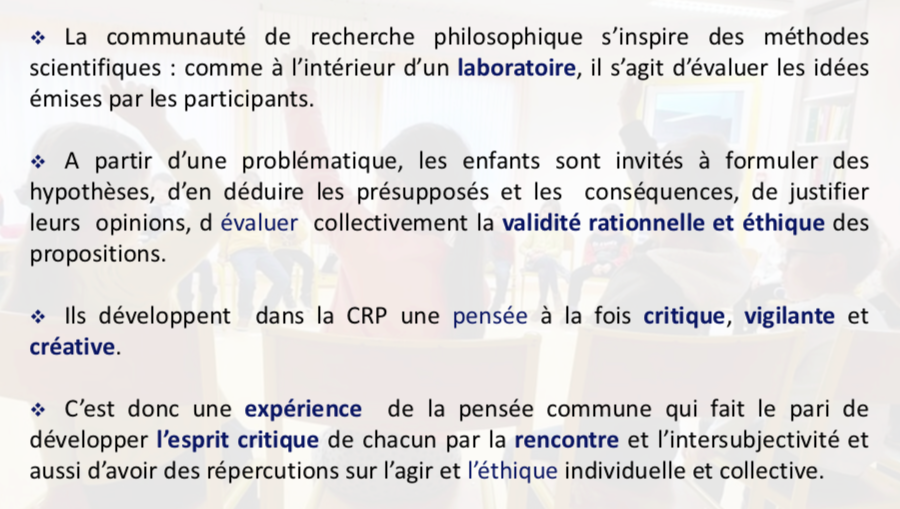 ❖ La communauté de recherche philosophique s’inspire des méthodes
scientifiques : comme à l’intérieur d’un laboratoire, il s’agit d’évaluer les idées
émises par les participants.
❖ A partir d’une problématique, les enfants sont invités à formuler des
hypothèses, d’en déduire les présupposés et les conséquences, de justifier
leurs opinions, d évaluer collectivement la validité rationnelle et éthique des
propositions.
❖ Ils développent dans la CRP une pensée à la fois critique, vigilante et
créative.
❖ C’est donc une expérience de la pensée commune qui fait le pari de
développer l’esprit critique de chacun par la rencontre et l’intersubjectivité et
aussi d’avoir des répercutions sur l’agir et l’éthique individuelle et collective.